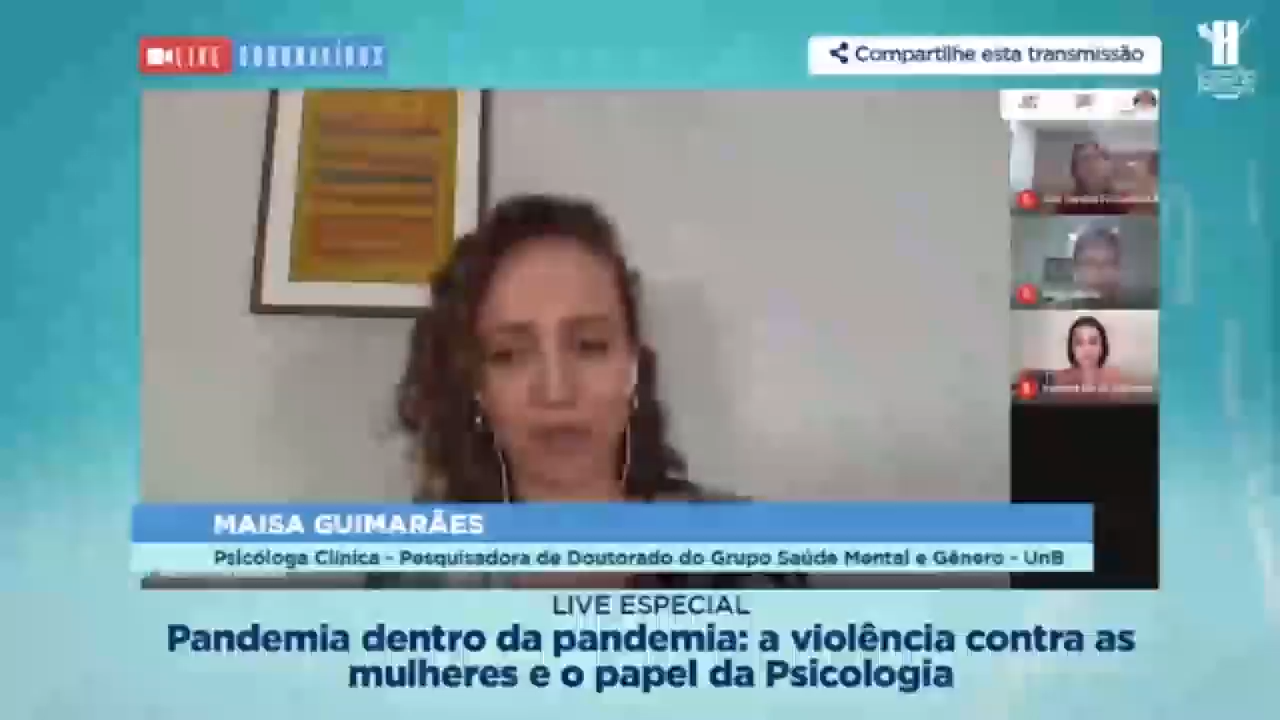 LIVE CORONAVÍRUS
Compartilhe esta transmissão
MAISA GUIMARÃES
Psicóloga Clínica - Pesquisadora de Doutorado do Grupo Saúde Mental e Gênero - UnB
LIVE ESPECIAL
Pandemia dentro da pandemia: a violência contra as
mulheres e o papel da Psicologia